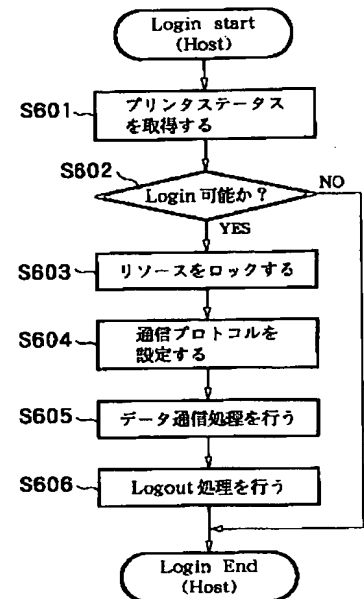 Login start
(Host)
S601
プリンタステータス
を取得する
S602
Login 可能か？
NO
YES
S603
リソースをロックする
S604
通信プロトコルを
設定する
S605
データ通信処理を行う
S606
Logout 処理を行う
Login End
(Host)